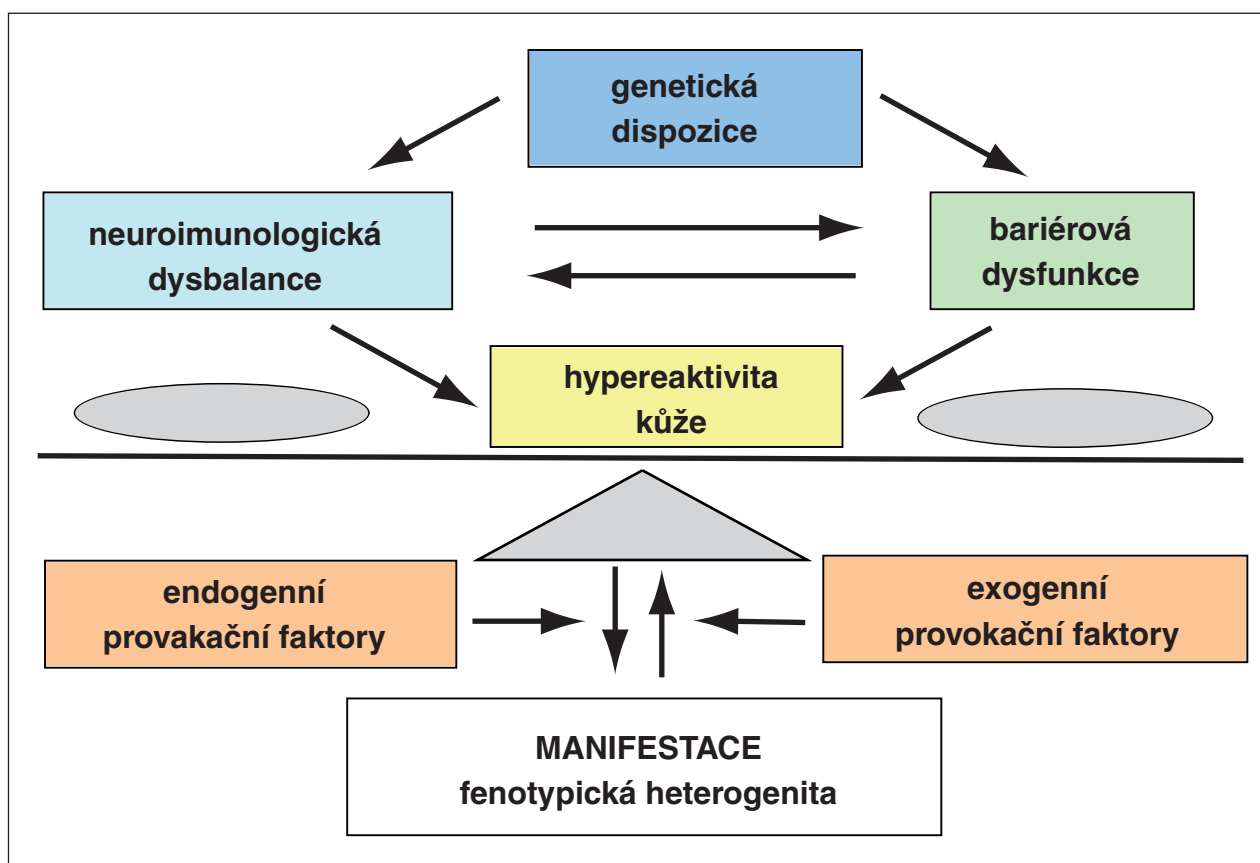 genetická
dispozice
neuroimunologická
dysbalance
bariérová
dysfunkce
hypereaktivita
kůže
endogenní
provakační faktory
exogenní
provokační faktory
MANIFESTACE
fenotypická heterogenita